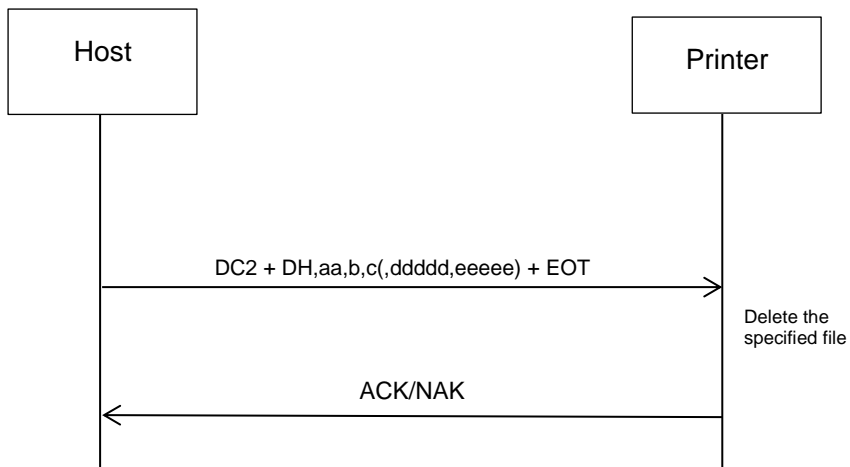 Host
Printer
DC2 + DH,aa,b,c(,ddddd,eeeee) + EOT
Delete the
specified file
ACK/NAK